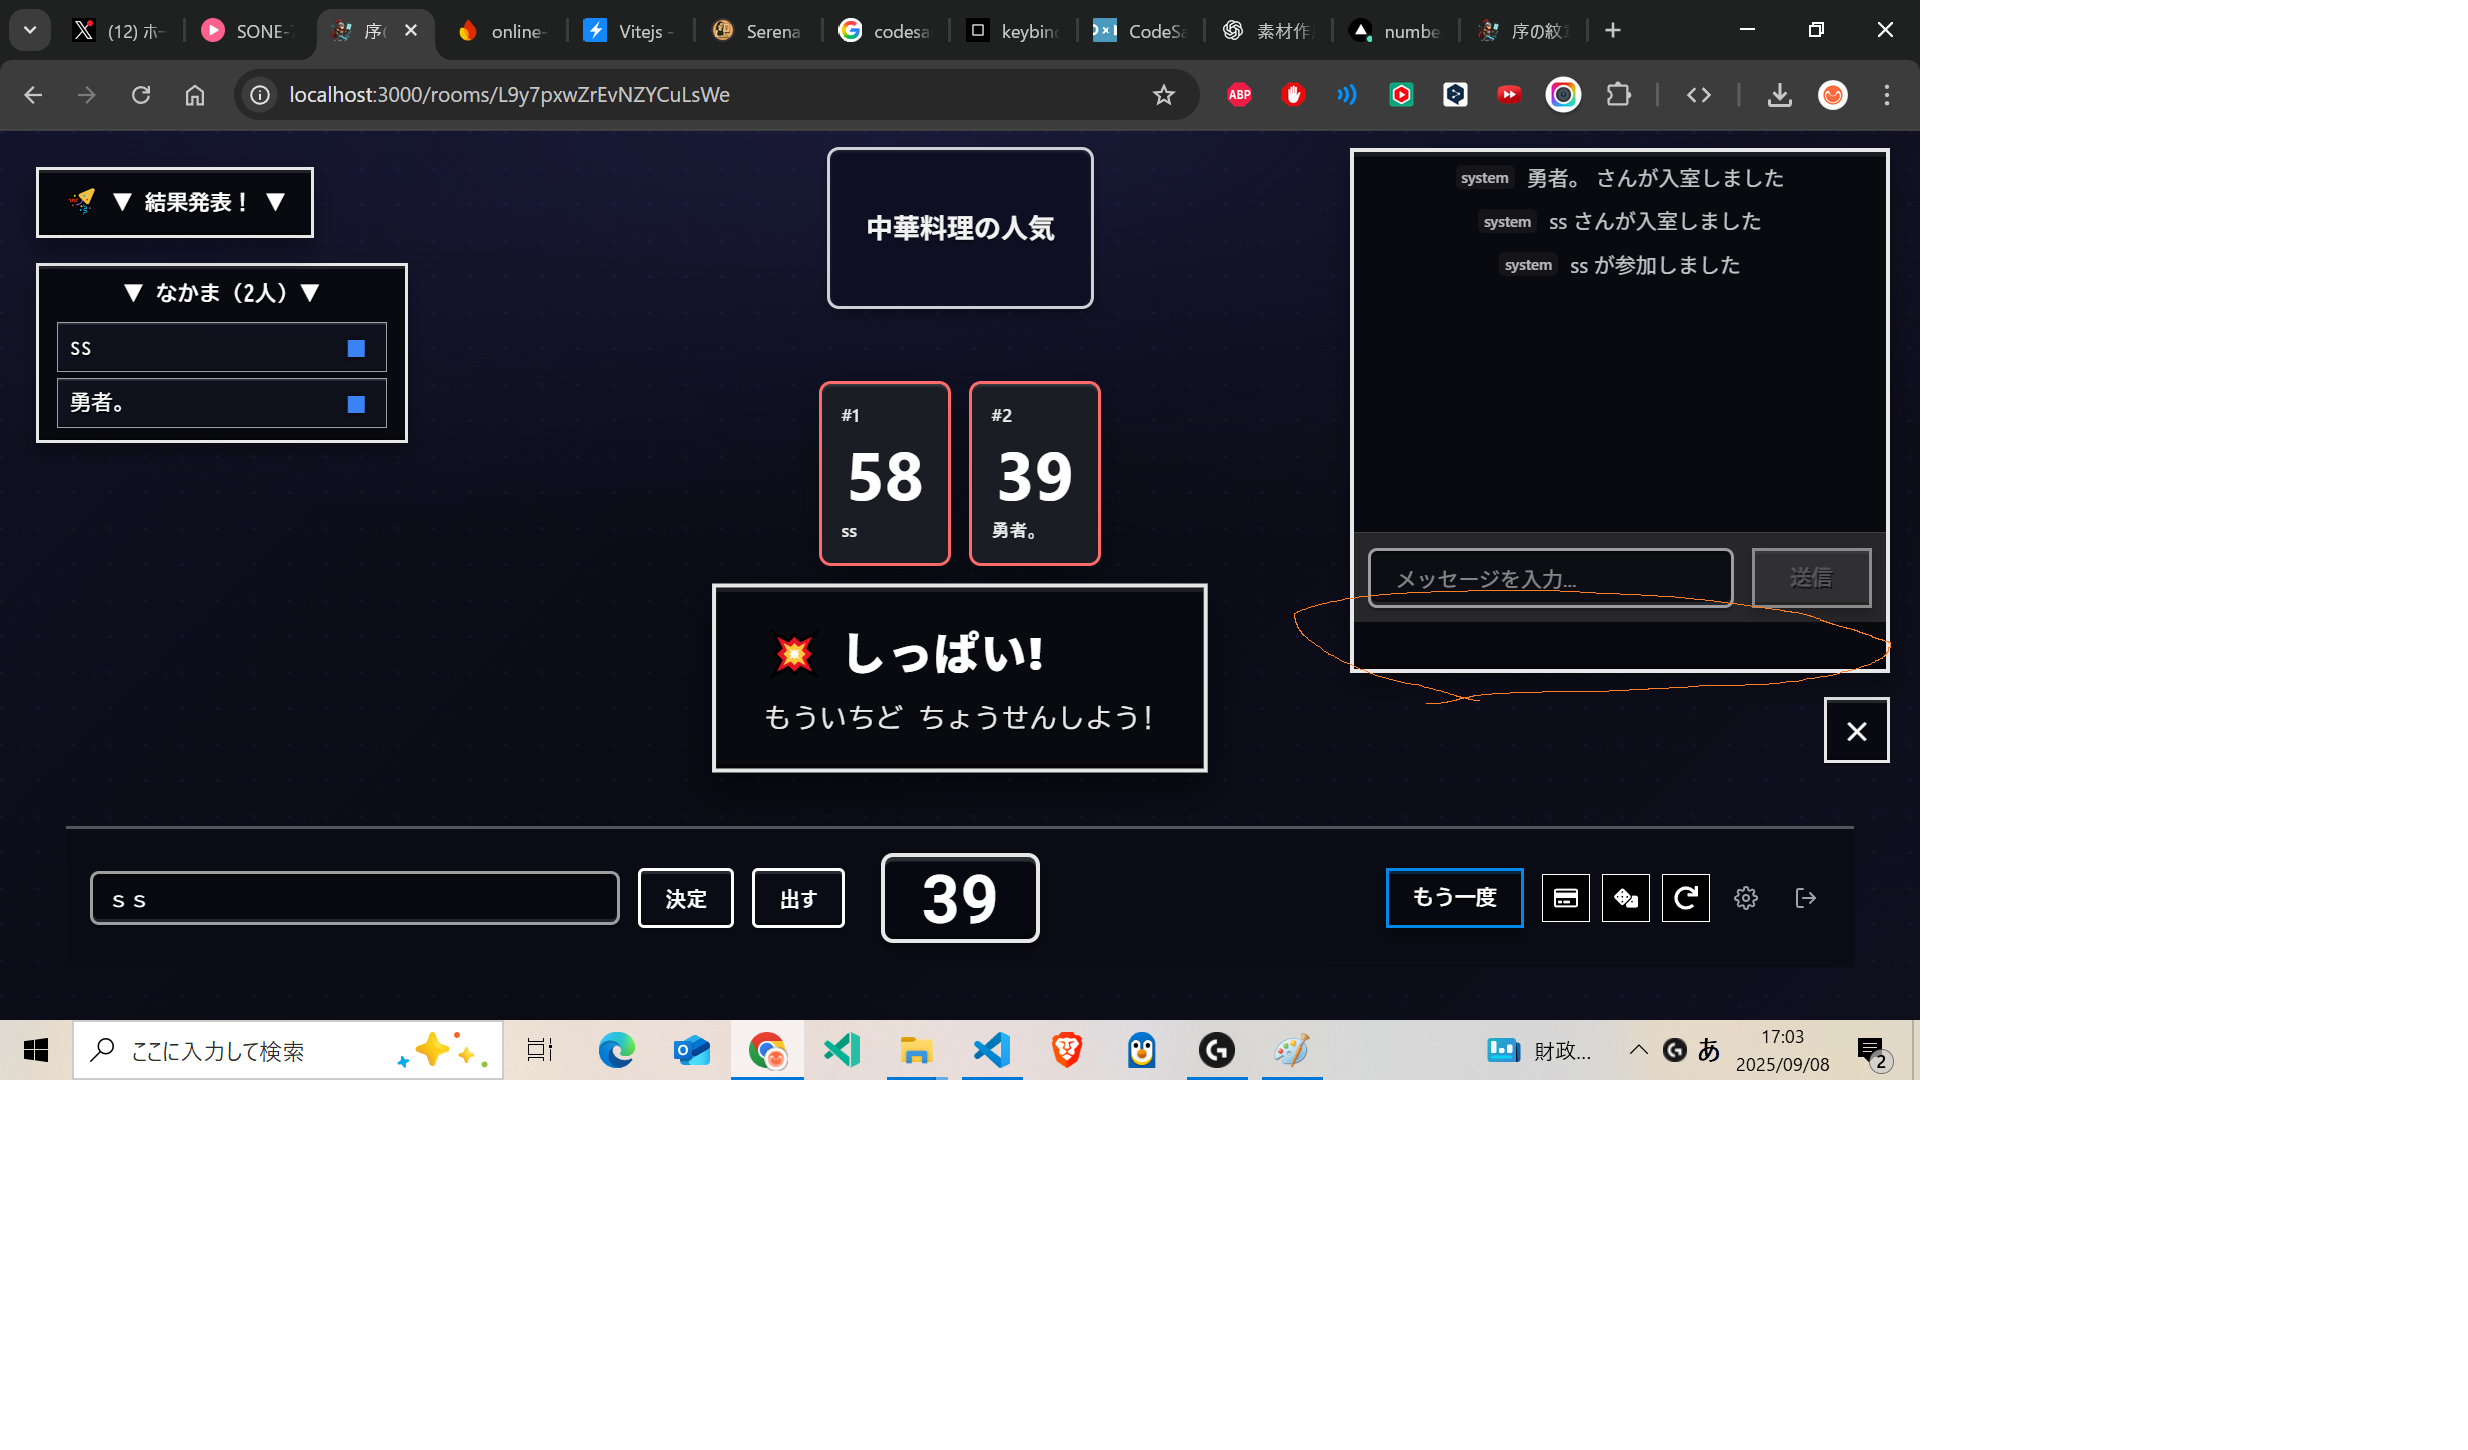 (12) ホ
SONE-
序
online-
Vitejs -
Serena
codesa
keybind
CodeSa
素材作
numbe
序の紋章
localhost:3000/rooms/L9y7pxwZrEvNZYCuLsWe
ABP
▼ 結果発表！ ▼
▼ なかま（2人）▼
ss
勇者。
中華料理の人気
#1
58
ss
#2
39
勇者。
しっぱい!
もういちど ちょうせんしよう!
system 勇者。 さんが入室しました
system ss さんが入室しました
system ss が参加しました
メッセージを入力...
送信
ｓｓ
決定
出す
39
もう一度
ここに入力して検索
財政...
あ
17:03
2025/09/08
2